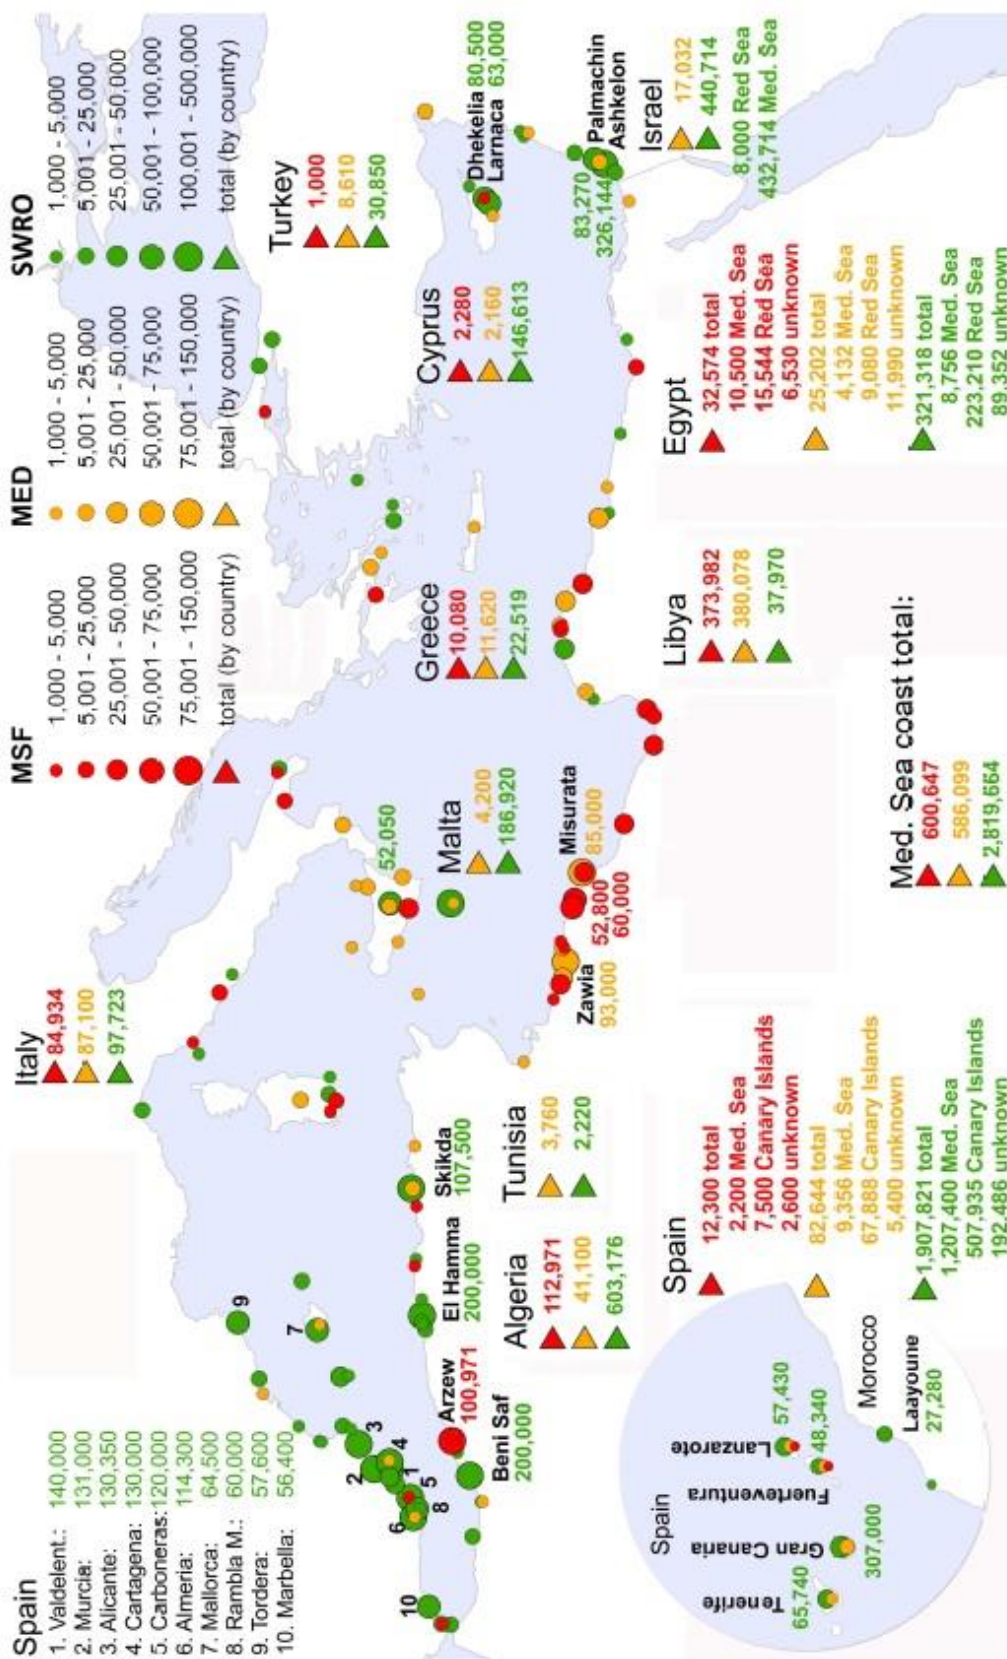 Spain
1. Valdelent.: 140,000
2. Murcia: 131,000
3. Alicante: 130,350
4. Cartagena: 130,000
5. Carboneras: 120,000
6. Almeria: 114,300
7. Mallorca: 64,500
8. Rambla M.: 60,000
9. Tordera: 57,600
10. Marbella: 56,400
Italy
84,934
87,100
97,723
MSF
1,000 - 5,000
5,001 - 25,000
25,001 - 50,000
50,001 - 75,000
75,001 - 150,000
total (by country)
MED
1,000 - 5,000
5,001 - 25,000
25,001 - 50,000
50,001 - 75,000
75,001 - 150,000
total (by country)
SWRO
1,000 - 5,000
5,001 - 25,000
25,001 - 50,000
50,001 - 100,000
100,001 - 500,000
total (by country)
Turkey
1,000
8,610
30,850
9
7
3
2
4
1
5
6
8
10
52,050
Greece
10,080
11,620
22,519
Cyprus
2,280
2,160
146,613
Dhekelia 80,500
Larnaca 63,000
Malta
4,200
186,920
Arzew
100,971
Beni Saf
200,000
El Hamma
200,000
Skikda
107,500
Algeria
112,971
41,100
603,176
Tunisia
3,760
2,220
Zawia
93,000
52,800
60,000
Misurata
85,000
83,270
326,144
Palmachin
Ashkelon
Israel
17,032
440,714
8,000 Red Sea
432,714 Med. Sea
Spain
Tenerife
65,740
Gran Canaria
307,000
Fuerteventura
48,340
Lanzarote
57,430
Morocco
Laayoune
27,280
Spain
12,300 total
2,200 Med. Sea
7,500 Canary Islands
2,600 unknown
82,644 total
9,356 Med. Sea
67,888 Canary Islands
5,400 unknown
1,907,821 total
1,207,400 Med. Sea
507,935 Canary Islands
192,486 unknown
Libya
373,982
380,078
37,970
Egypt
32,574 total
10,500 Med. Sea
15,544 Red Sea
6,530 unknown
25,202 total
4,132 Med. Sea
9,080 Red Sea
11,990 unknown
321,318 total
8,756 Med. Sea
223,210 Red Sea
89,352 unknown
Med. Sea coast total:
600,647
586,099
2,819,664